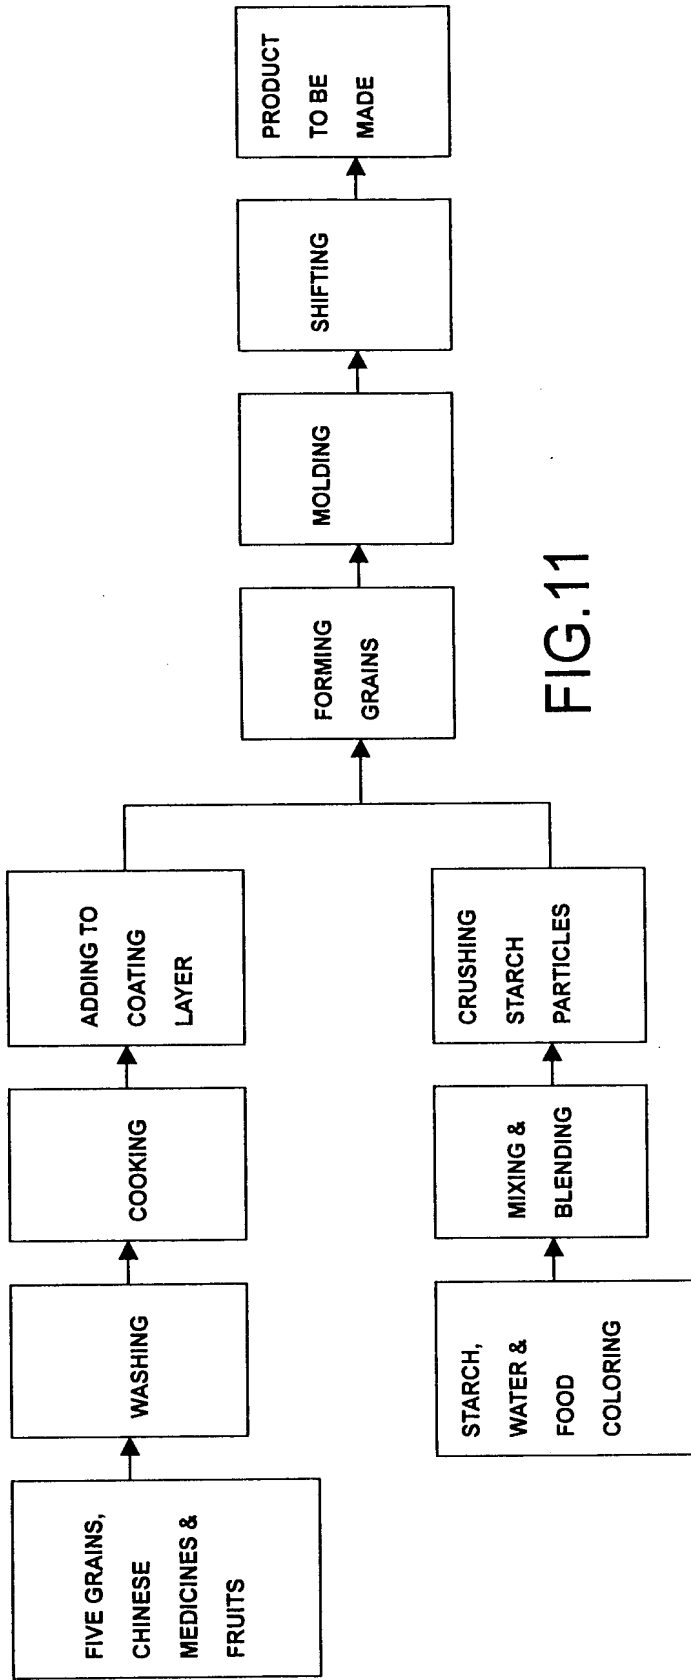 FIVE GRAINS,
CHINESE
MEDICINES &
FRUITS
WASHING
COOKING
ADDING TO
COATING
LAYER
STARCH,
WATER &
FOOD
COLORING
MIXING &
BLENDING
CRUSHING
STARCH
PARTICLES
FORMING
GRAINS
MOLDING
SHIFTING
PRODUCT
TO BE
MADE
FIG.11